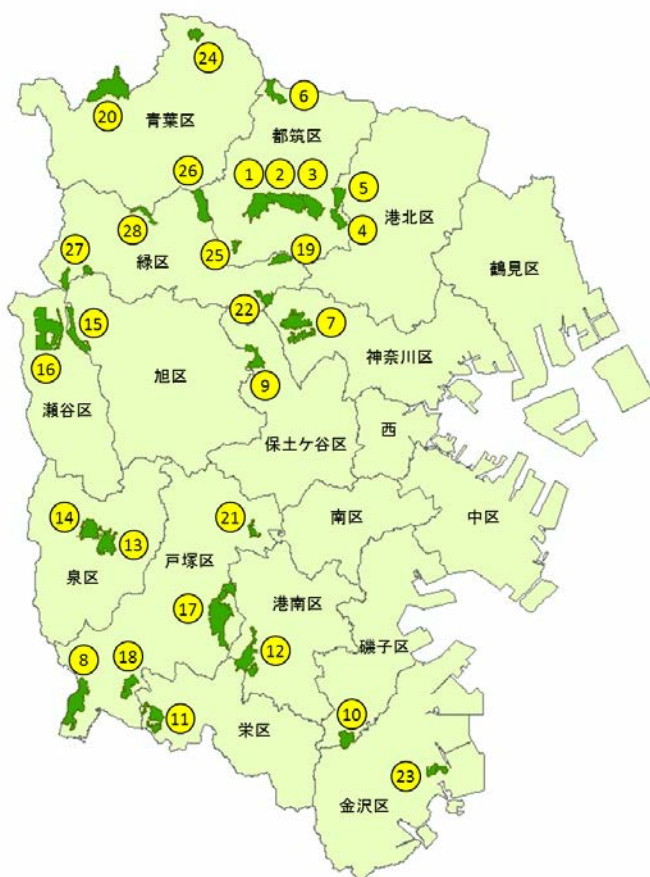 24
6
20
青葉区
都筑区
26
1 2 3
5
港北区
28
25
19
4
緑区
27
鶴見区
22
7
15
16
旭区
9
神奈川区
瀬谷区
保土ケ谷区
西
14
21
南区
中区
13
戸塚区
泉区
17
港南区
12
磯子区
8
18
11
栄区
10
23
金沢区